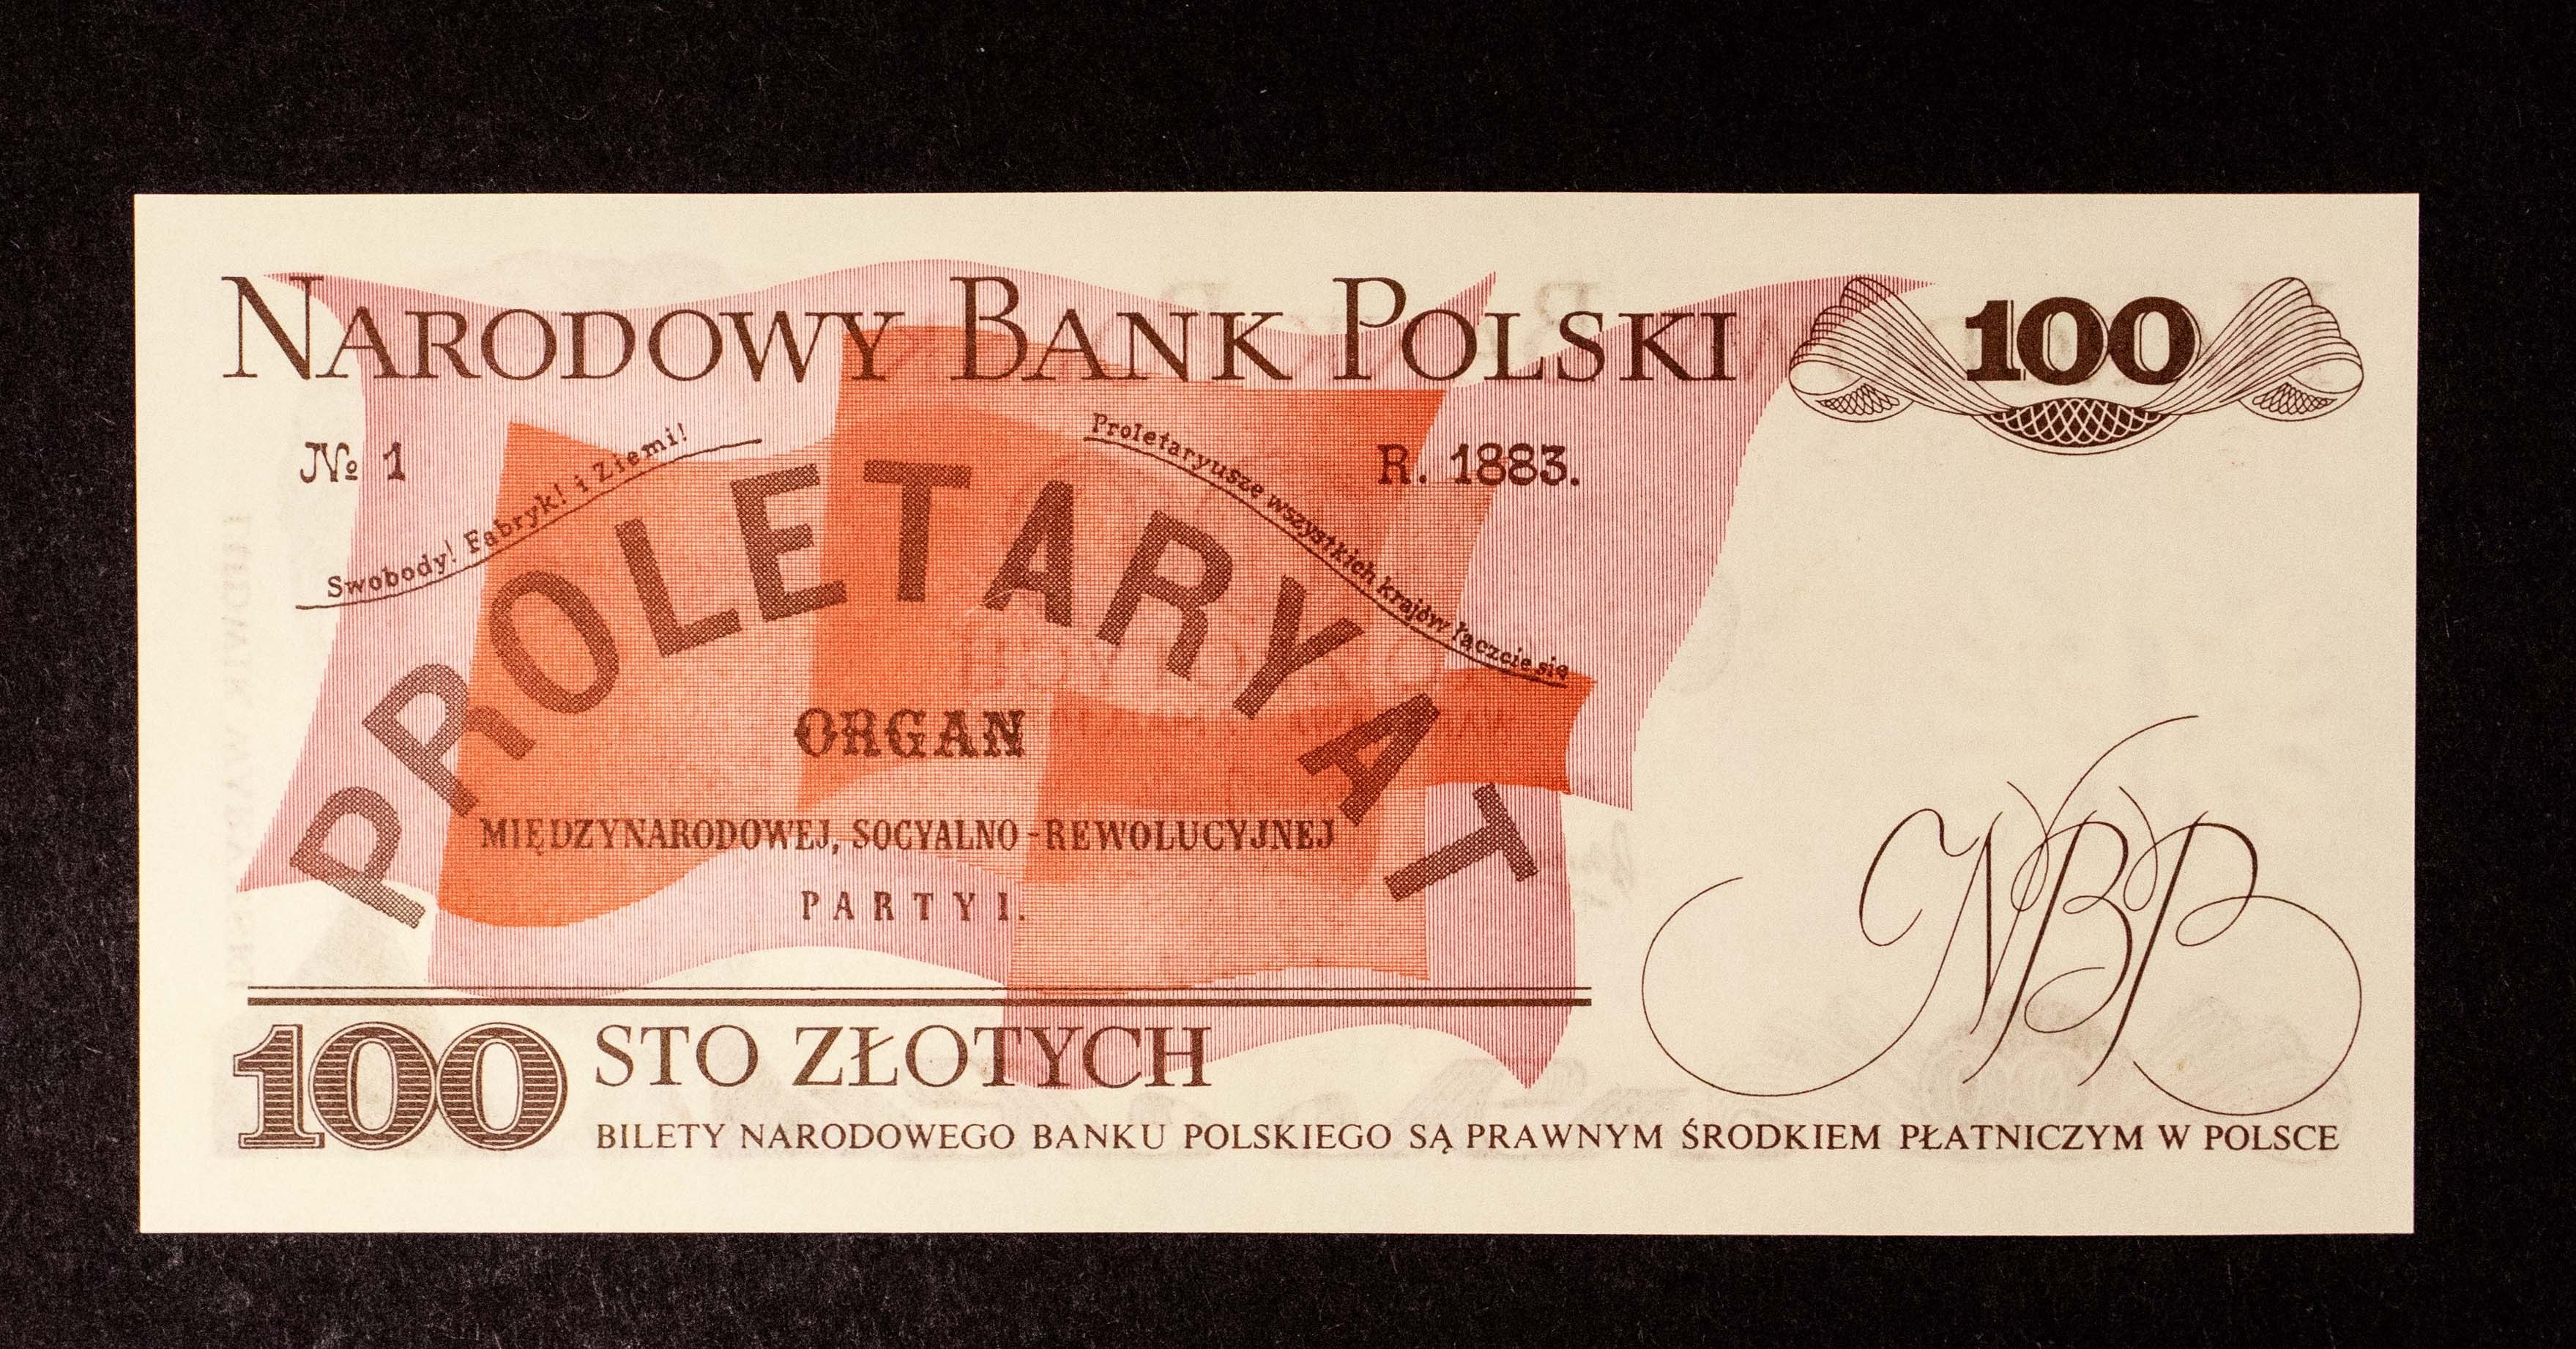 NARODOWY BANK POLSKI
100
№ 1
R. 1883.
Swobody! Fabryk! i Ziemi!
Proletaryusze wszystkich krajów łączcie się
PROLETARYAT
ORGAN
MIĘDZYNARODOWEJ, SOCYALNO-REWOLUCYJNEJ
PARTYI.
NBP
100 STO ZŁOTYCH
BILETY NARODOWEGO BANKU POLSKIEGO SĄ PRAWNYM ŚRODKIEM PŁATNICZYM W POLSCE